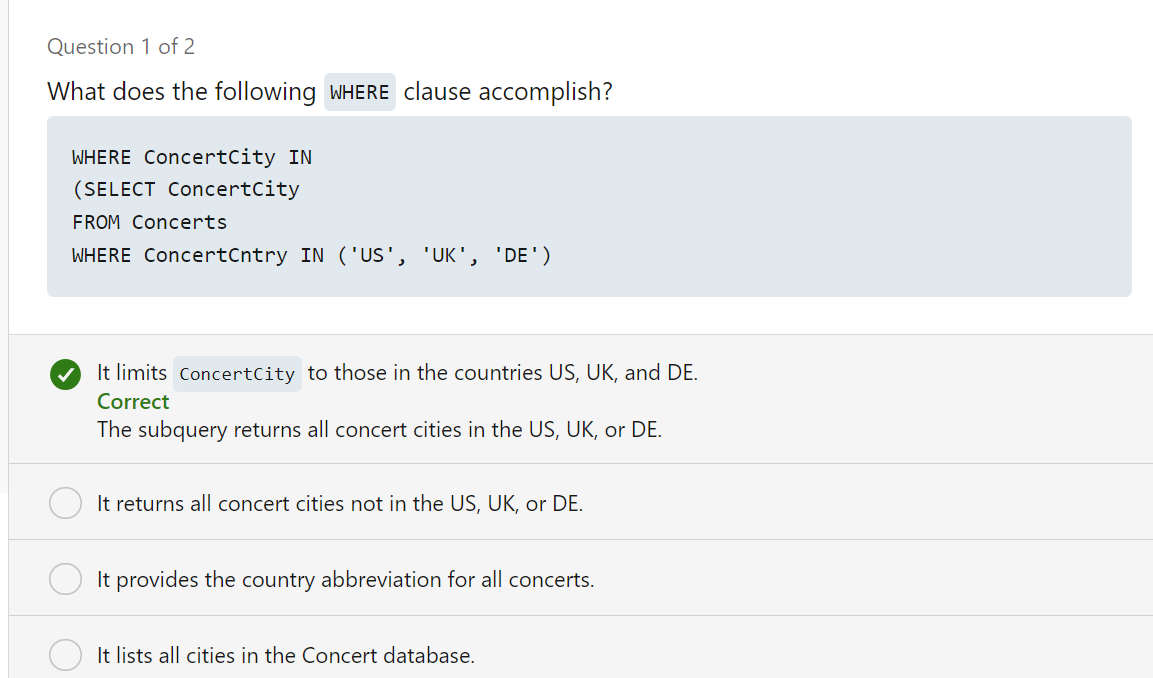 Question 1 of 2
What does the following WHERE clause accomplish?
WHERE ConcertCity IN
(SELECT ConcertCity
FROM Concerts
WHERE ConcertCntry IN ('US', 'UK', 'DE')
It limits ConcertCity to those in the countries US, UK, and DE.
Correct
The subquery returns all concert cities in the US, UK, or DE.
It returns all concert cities not in the US, UK, or DE.
It provides the country abbreviation for all concerts.
It lists all cities in the Concert database.